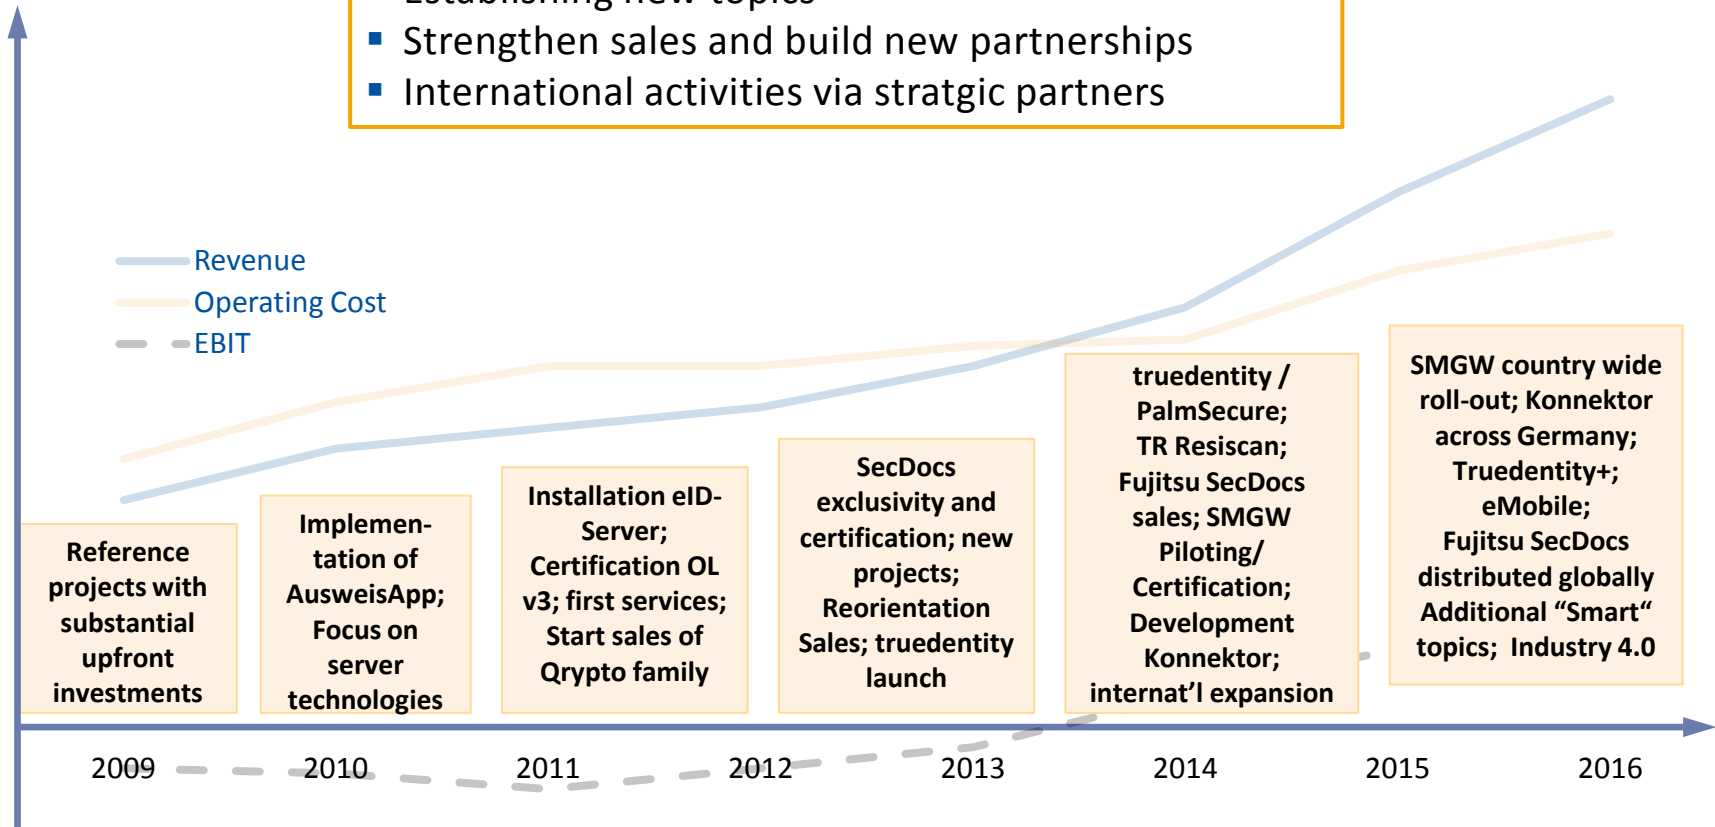 Establishing new topics
▪ Strengthen sales and build new partnerships
▪ International activities via stratgic partners
Revenue
Operating Cost
EBIT
Reference
projects with
substantial
upfront
investments
Implemen-
tation of
AusweisApp;
Focus on
server
technologies
Installation eID-
Server;
Certification OL
v3; first services;
Start sales of
Qrypto family
SecDocs
exclusivity and
certification; new
projects;
Reorientation
Sales; truedentity
launch
truedentity /
PalmSecure;
TR Resiscan;
Fujitsu SecDocs
sales; SMGW
Piloting/
Certification;
Development
Konnektor;
internat’l expansion
SMGW country wide
roll-out; Konnektor
across Germany;
Truedentity+;
eMobile;
Fujitsu SecDocs
distributed globally
Additional “Smart“
topics; Industry 4.0
2009 2010 2011 2012 2013 2014 2015 2016